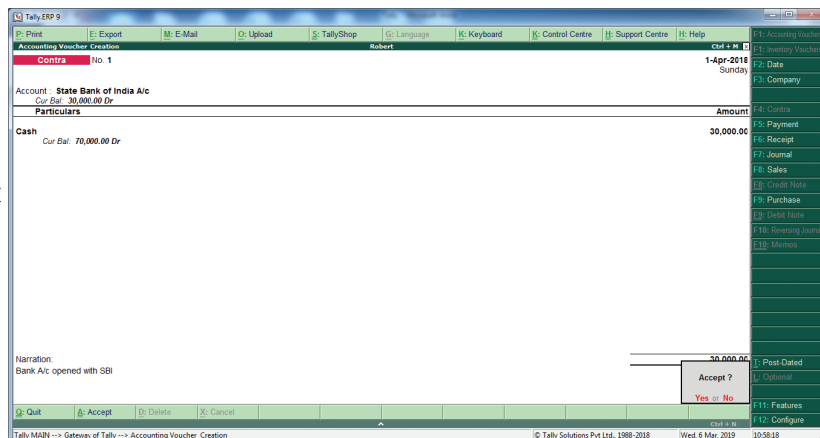 Tally.ERP 9
P: Print E: Export M: E-Mail O: Upload S: TallyShop G: Language K: Keyboard K: Control Centre H: Support Centre H: Help
F1: Accounting Voucher
Accounting Voucher Creation Robert Ctrl + M
F1: Inventory Voucher
Contra No. 1 1-Apr-2018
Sunday
F2: Date
F3: Company
Account : State Bank of India A/c
Cur Bal: 30,000.00 Dr
Particulars Amount
F4: Contra
F5: Payment
Cash 30,000.00
Cur Bal: 70,000.00 Dr
F6: Receipt
F7: Journal
F8: Sales
F8: Credit Note
F9: Purchase
F9: Debit Note
F10: Reversing Journal
F10: Memos
Narration: 30,000.00
Bank A/c opened with SBI
T: Post-Dated
L: Optional
Accept ?
Yes or No
Q: Quit A: Accept D: Delete X: Cancel
F11: Features
F12: Configure
Ctrl + N
Tally MAIN --> Gateway of Tally --> Accounting Voucher Creation © Tally Solutions Pvt Ltd., 1988-2018 Wed, 6 Mar, 2019 10:58:18